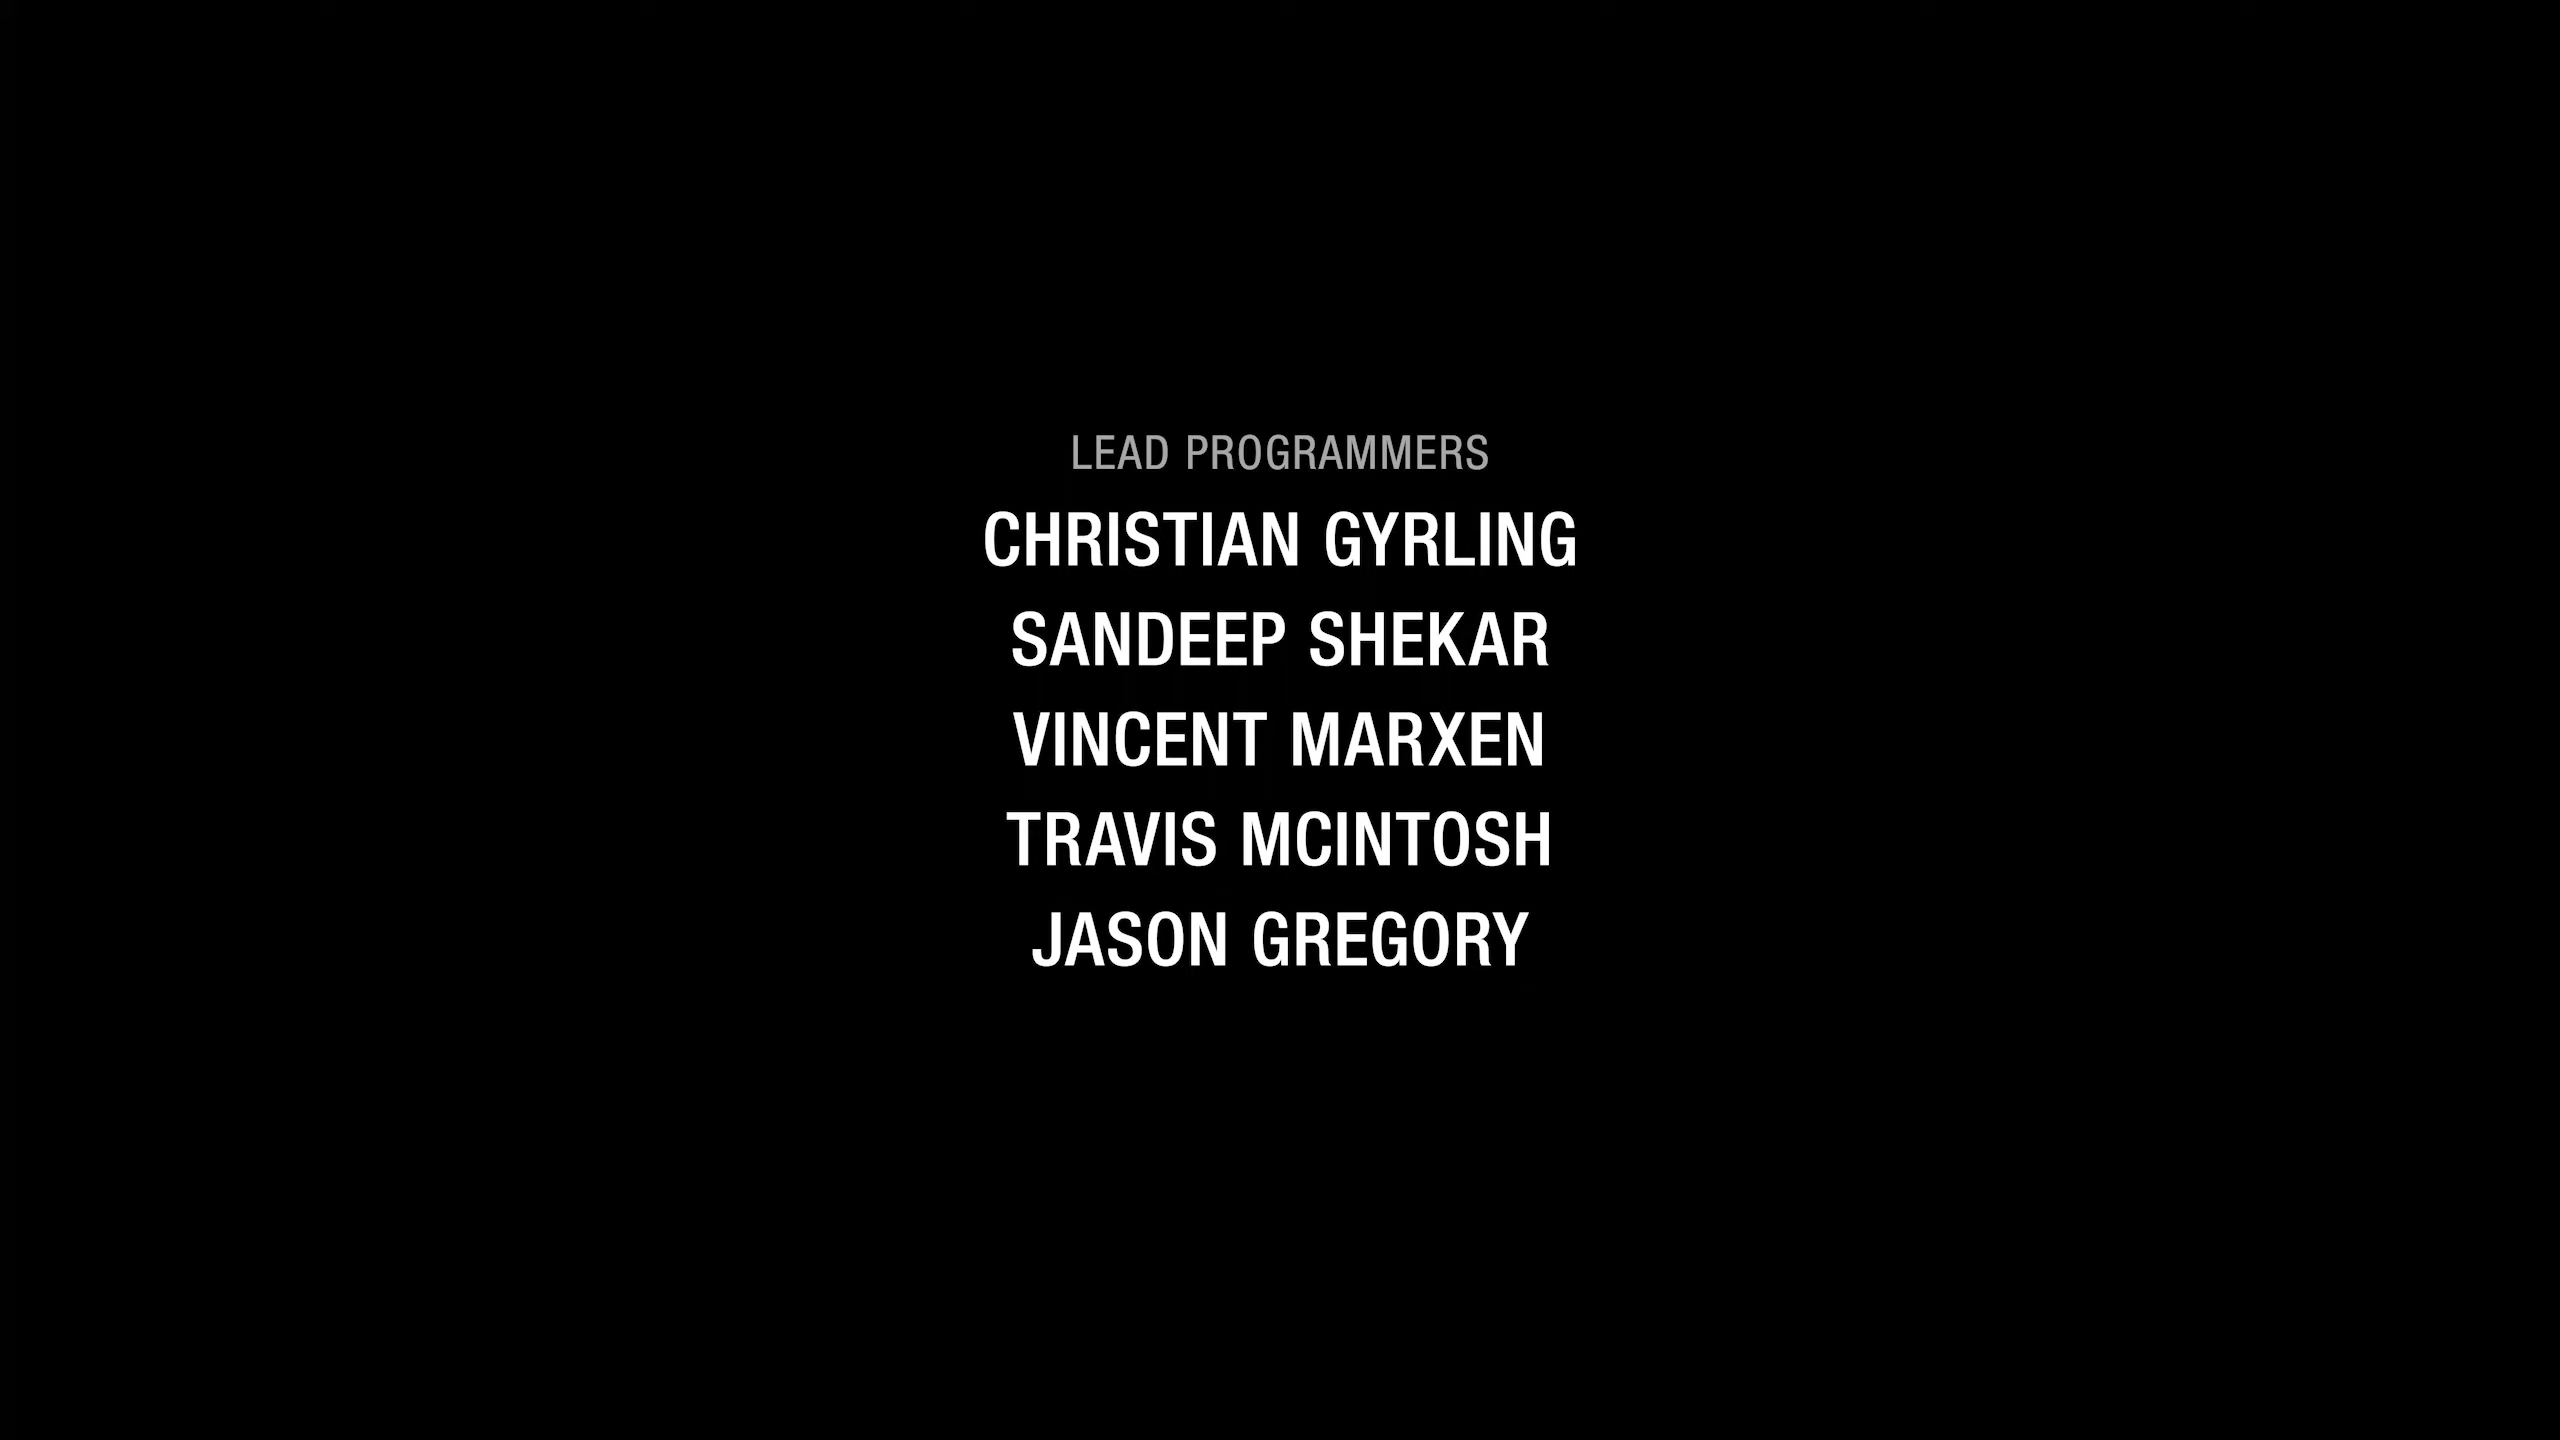 LEAD PROGRAMMERS
CHRISTIAN GYRLING
SANDEEP SHEKAR
VINCENT MARXEN
TRAVIS MCINTOSH
JASON GREGORY